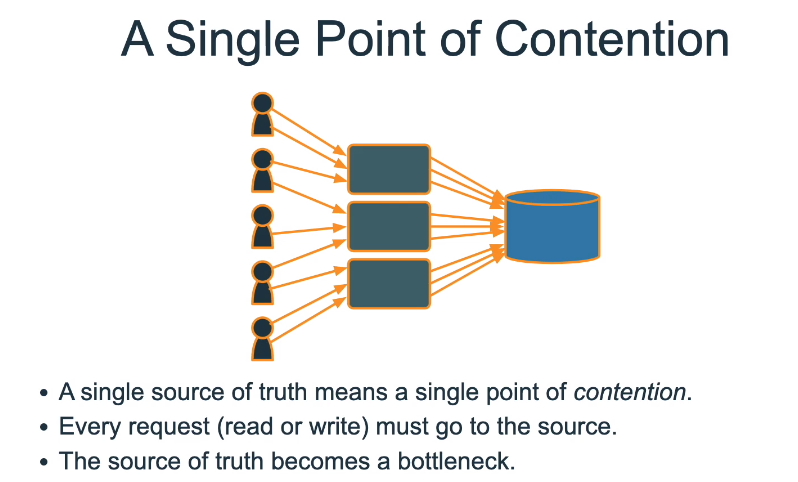 A Single Point of Contention
• A single source of truth means a single point of contention.
• Every request (read or write) must go to the source.
• The source of truth becomes a bottleneck.